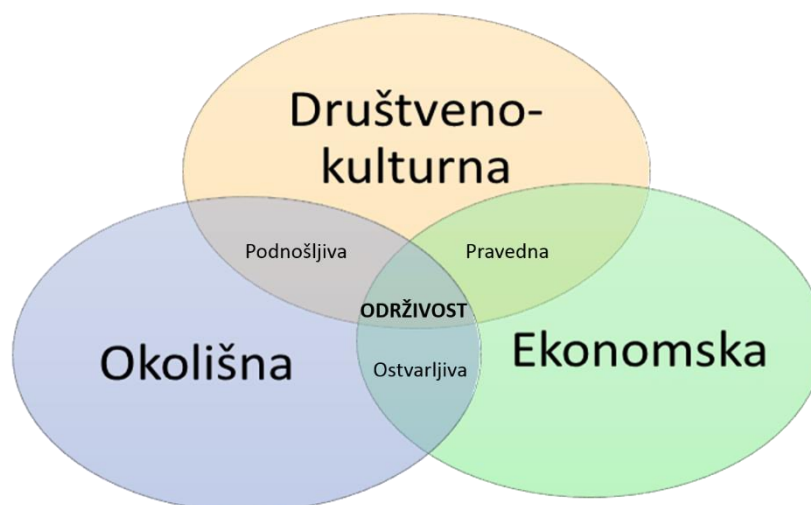 Društveno-
kulturna
Podnošljiva
Pravedna
ODRŽIVOST
Okolišna
Ostvarljiva
Ekonomska